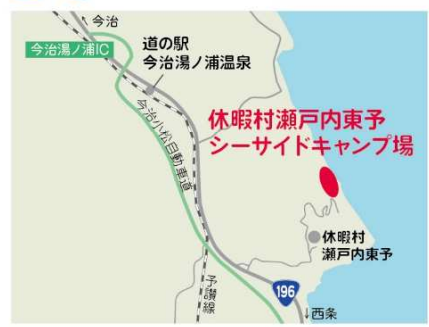 ↖今治
今治湯ノ浦IC
道の駅
今治湯ノ浦温泉
今治小松自動車道
休暇村瀬戸内東予
シーサイドキャンプ場
休暇村
瀬戸内東予
予讃線
196
↓西条